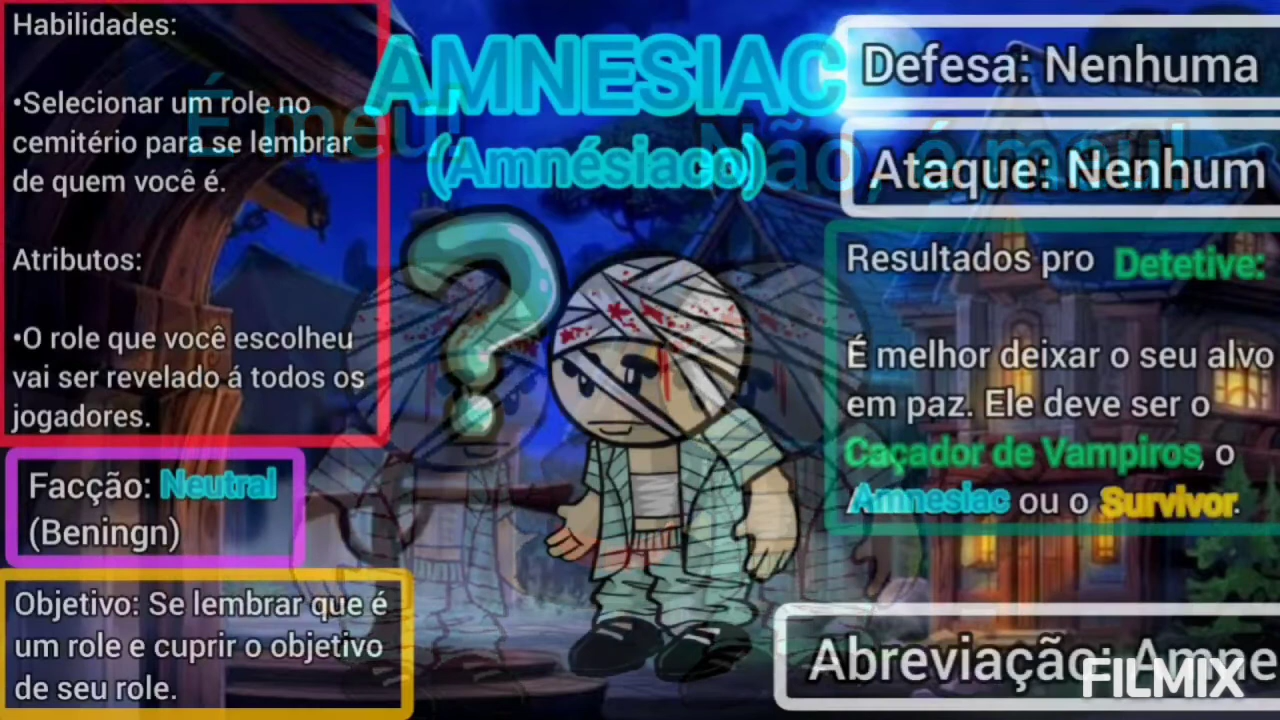 AMNESIAC
(Amnésiaco)
É meu!
Não, é meu!
Habilidades:
•Selecionar um role no
cemitério para se lembrar
de quem você é.
Atributos:
•O role que você escolheu
vai ser revelado á todos os
jogadores.
Facção: Neutral
(Beningn)
Objetivo: Se lembrar que é
um role e cuprir o objetivo
de seu role.
Defesa: Nenhuma
Ataque: Nenhum
Resultados pro Detetive:
É melhor deixar o seu alvo
em paz. Ele deve ser o
Caçador de Vampiros, o
Amnesiac ou o Survivor.
Abreviação: Amne
FILMIX